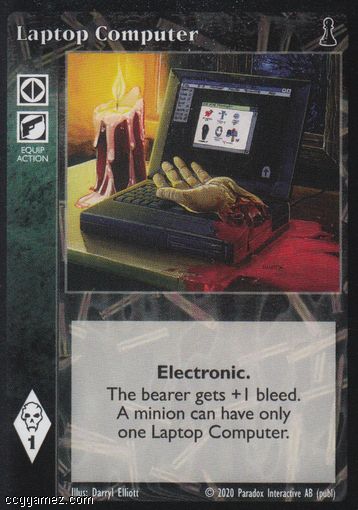 Laptop Computer
EQUIP
ACTION
Electronic.
The bearer gets +1 bleed.
A minion can have only
one Laptop Computer.
1
Illus: Darryl Elliott © 2020 Paradox Interactive AB (publ)
ccggamez.com